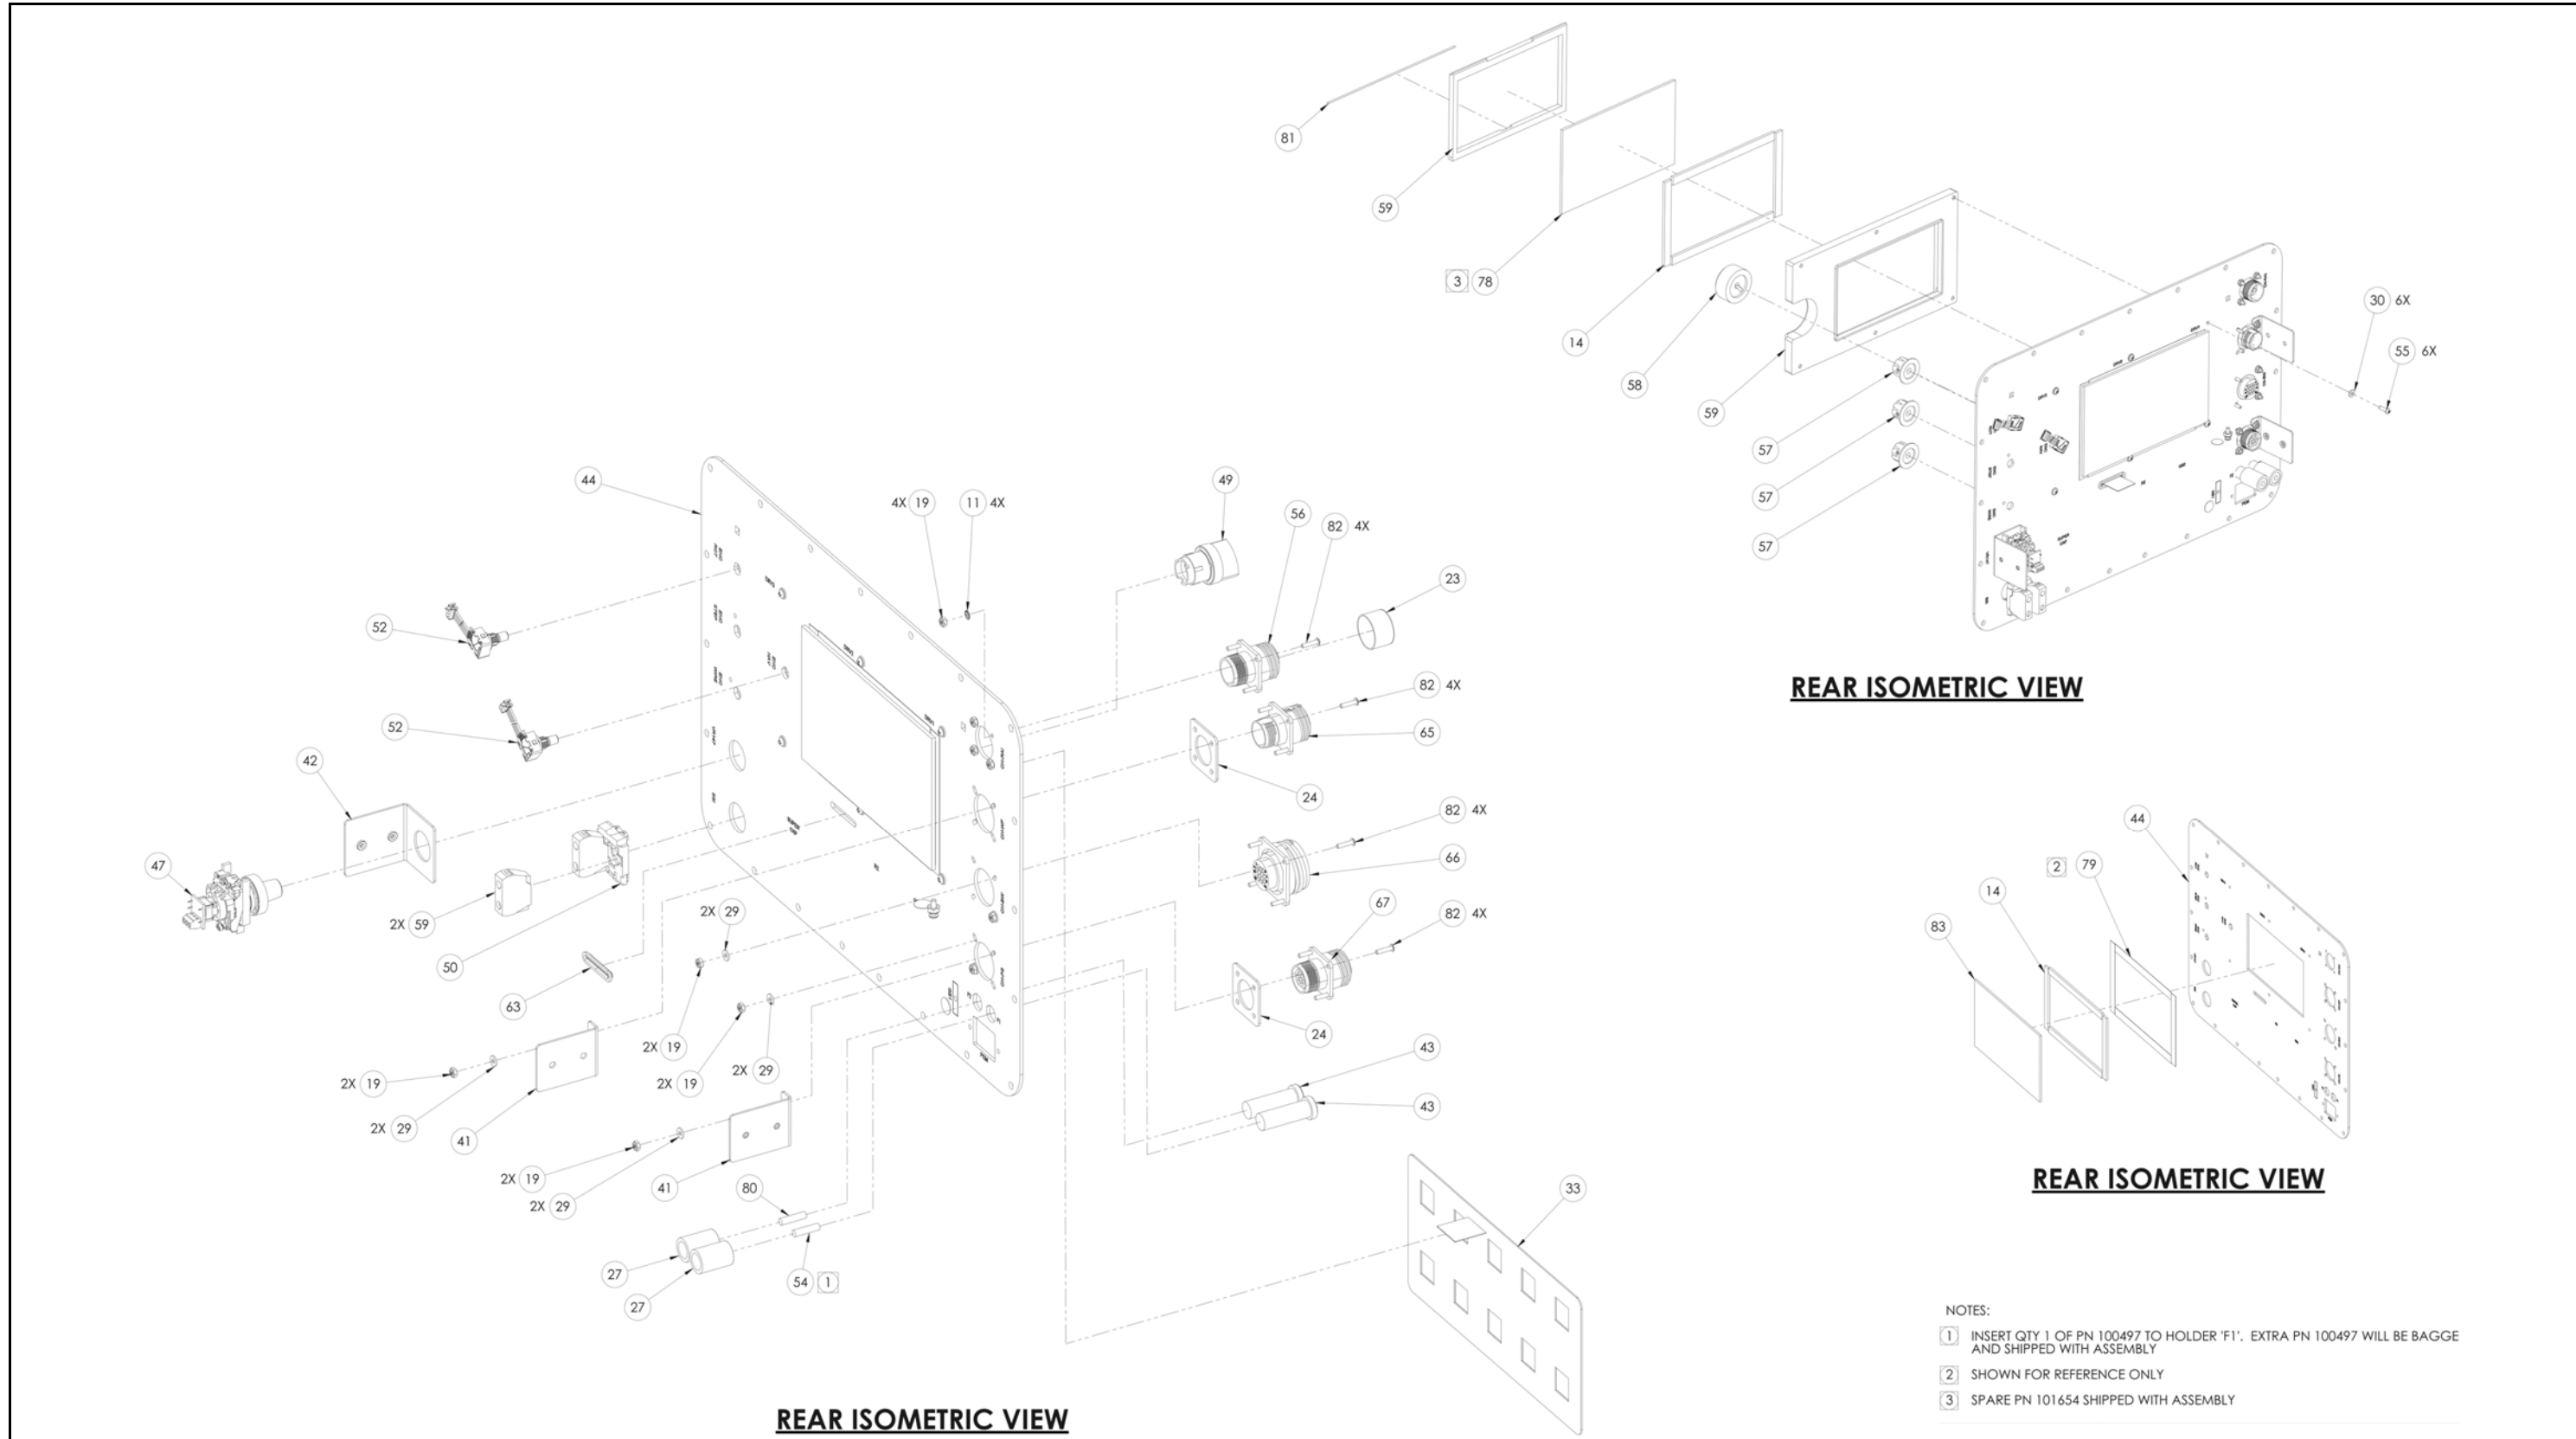 81
59
3 78
14
58
59
57
57
57
30 6X
55 6X
REAR ISOMETRIC VIEW
44
4X 19
11 4X
49
56
82 4X
23
52
82 4X
65
52
24
42
82 4X
47
66
2X 59
50
2X 29
67
82 4X
63
2X 19
24
2X 19
2X 29
43
2X 19
2X 29
41
43
2X 19
2X 29
41
80
33
27
27
54 1
SUPER
CAP
REAR ISOMETRIC VIEW
44
2 79
14
83
REAR ISOMETRIC VIEW
NOTES:
1 INSERT QTY 1 OF PN 100497 TO HOLDER 'F1'. EXTRA PN 100497 WILL BE BAGGE
AND SHIPPED WITH ASSEMBLY
2 SHOWN FOR REFERENCE ONLY
3 SPARE PN 101654 SHIPPED WITH ASSEMBLY